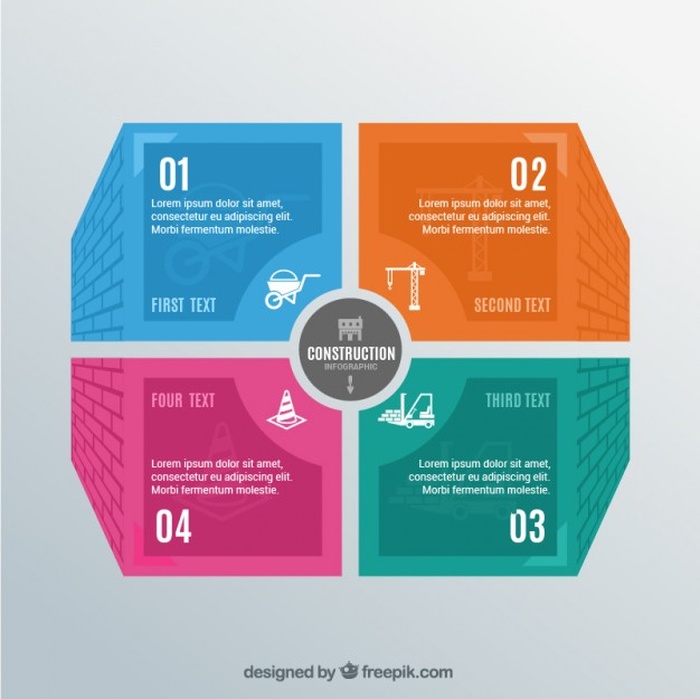 01
Lorem ipsum dolor sit amet,
consectetur eu adipiscing elit.
Morbi fermentum molestie.
FIRST TEXT
02
Lorem ipsum dolor sit amet,
consectetur eu adipiscing elit.
Morbi fermentum molestie.
SECOND TEXT
CONSTRUCTION
INFOGRAPHIC
THIRD TEXT
Lorem ipsum dolor sit amet,
consectetur eu adipiscing elit.
Morbi fermentum molestie.
03
FOUR TEXT
Lorem ipsum dolor sit amet,
consectetur eu adipiscing elit.
Morbi fermentum molestie.
04
designed by freepik.com